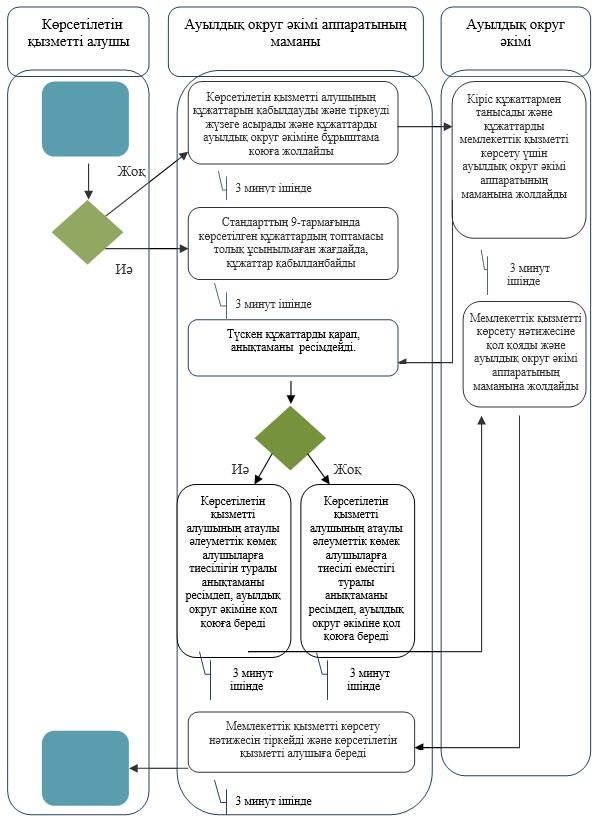 Көрсетілетін
қызметті алушы
Ауылдық округ әкімі аппаратының
маманы
Ауылдық округ
әкімі
Көрсетілетін қызметті алушының
құжаттарын қабылдауды және тіркеуді
жүзеге асырады және құжаттарды
ауылдық округ әкіміне бұрыштама
қоюға жолдайды
Кіріс құжаттармен
танысады және
құжаттарды
мемлекеттік қызметті
көрсету үшін
ауылдық округ әкімі
аппаратының
маманына жолдайды
Жоқ
3 минут ішінде
Стандарттың 9-тармағында
көрсетілген құжаттардың топтамасы
толық ұсынылмаған жағдайда,
құжаттар қабылданбайды
Иә
3 минут
ішінде
3 минут ішінде
Мемлекеттік қызметті
көрсету нәтижесіне
қол қояды және
ауылдық округ әкімі
аппаратының
маманына жолдайды
Түскен құжаттарды қарап,
анықтаманы ресімдейді.
Иә
Жоқ
Көрсетілетін
қызметті
алушының атаулы
әлеуметтік көмек
алушыларға
тиесілігін туралы
анықтаманы
ресімдеп, ауылдық
округ әкіміне қол
қоюға береді
Көрсетілетін
қызметті
алушының атаулы
әлеуметтік көмек
алушыларға
тиесілі еместігі
туралы
анықтаманы
ресімдеп, ауылдық
округ әкіміне қол
қоюға береді
3 минут
ішінде
3 минут
ішінде
Мемлекеттік қызметті көрсету
нәтижесін тіркейді және көрсетілетін
қызметті алушыға береді
3 минут ішінде